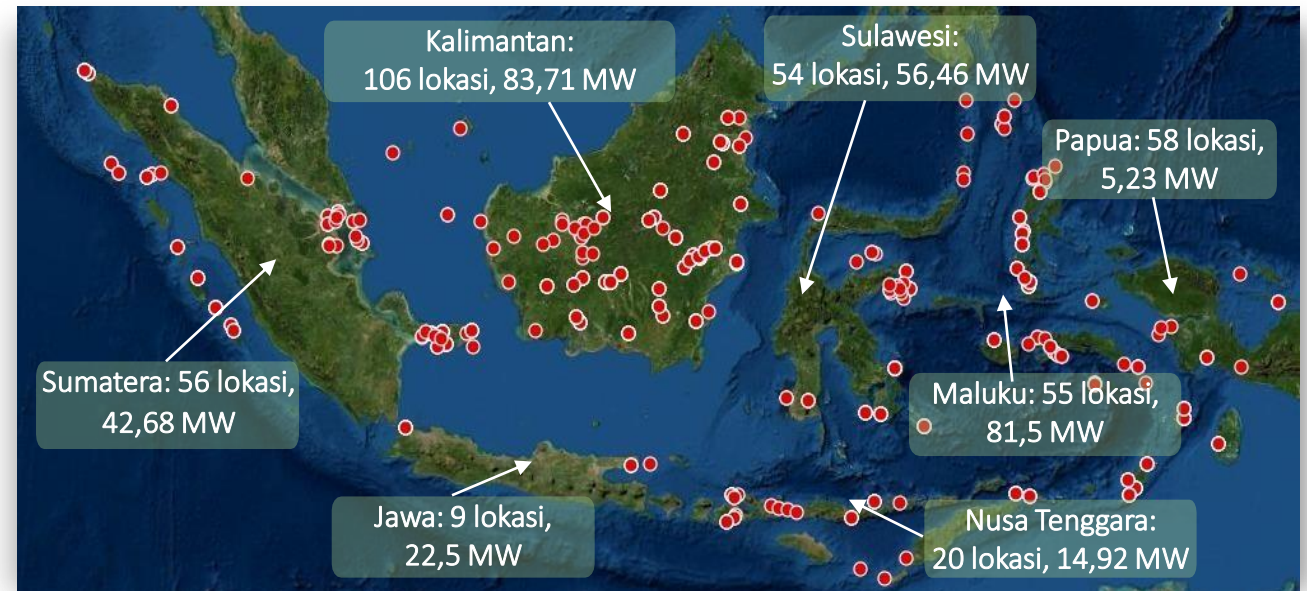 Kalimantan:
106 lokasi, 83,71 MW
Sulawesi:
54 lokasi, 56,46 MW
Papua: 58 lokasi,
5,23 MW
Sumatera: 56 lokasi,
42,68 MW
Maluku: 55 lokasi,
81,5 MW
Jawa: 9 lokasi,
22,5 MW
Nusa Tenggara:
20 lokasi, 14,92 MW